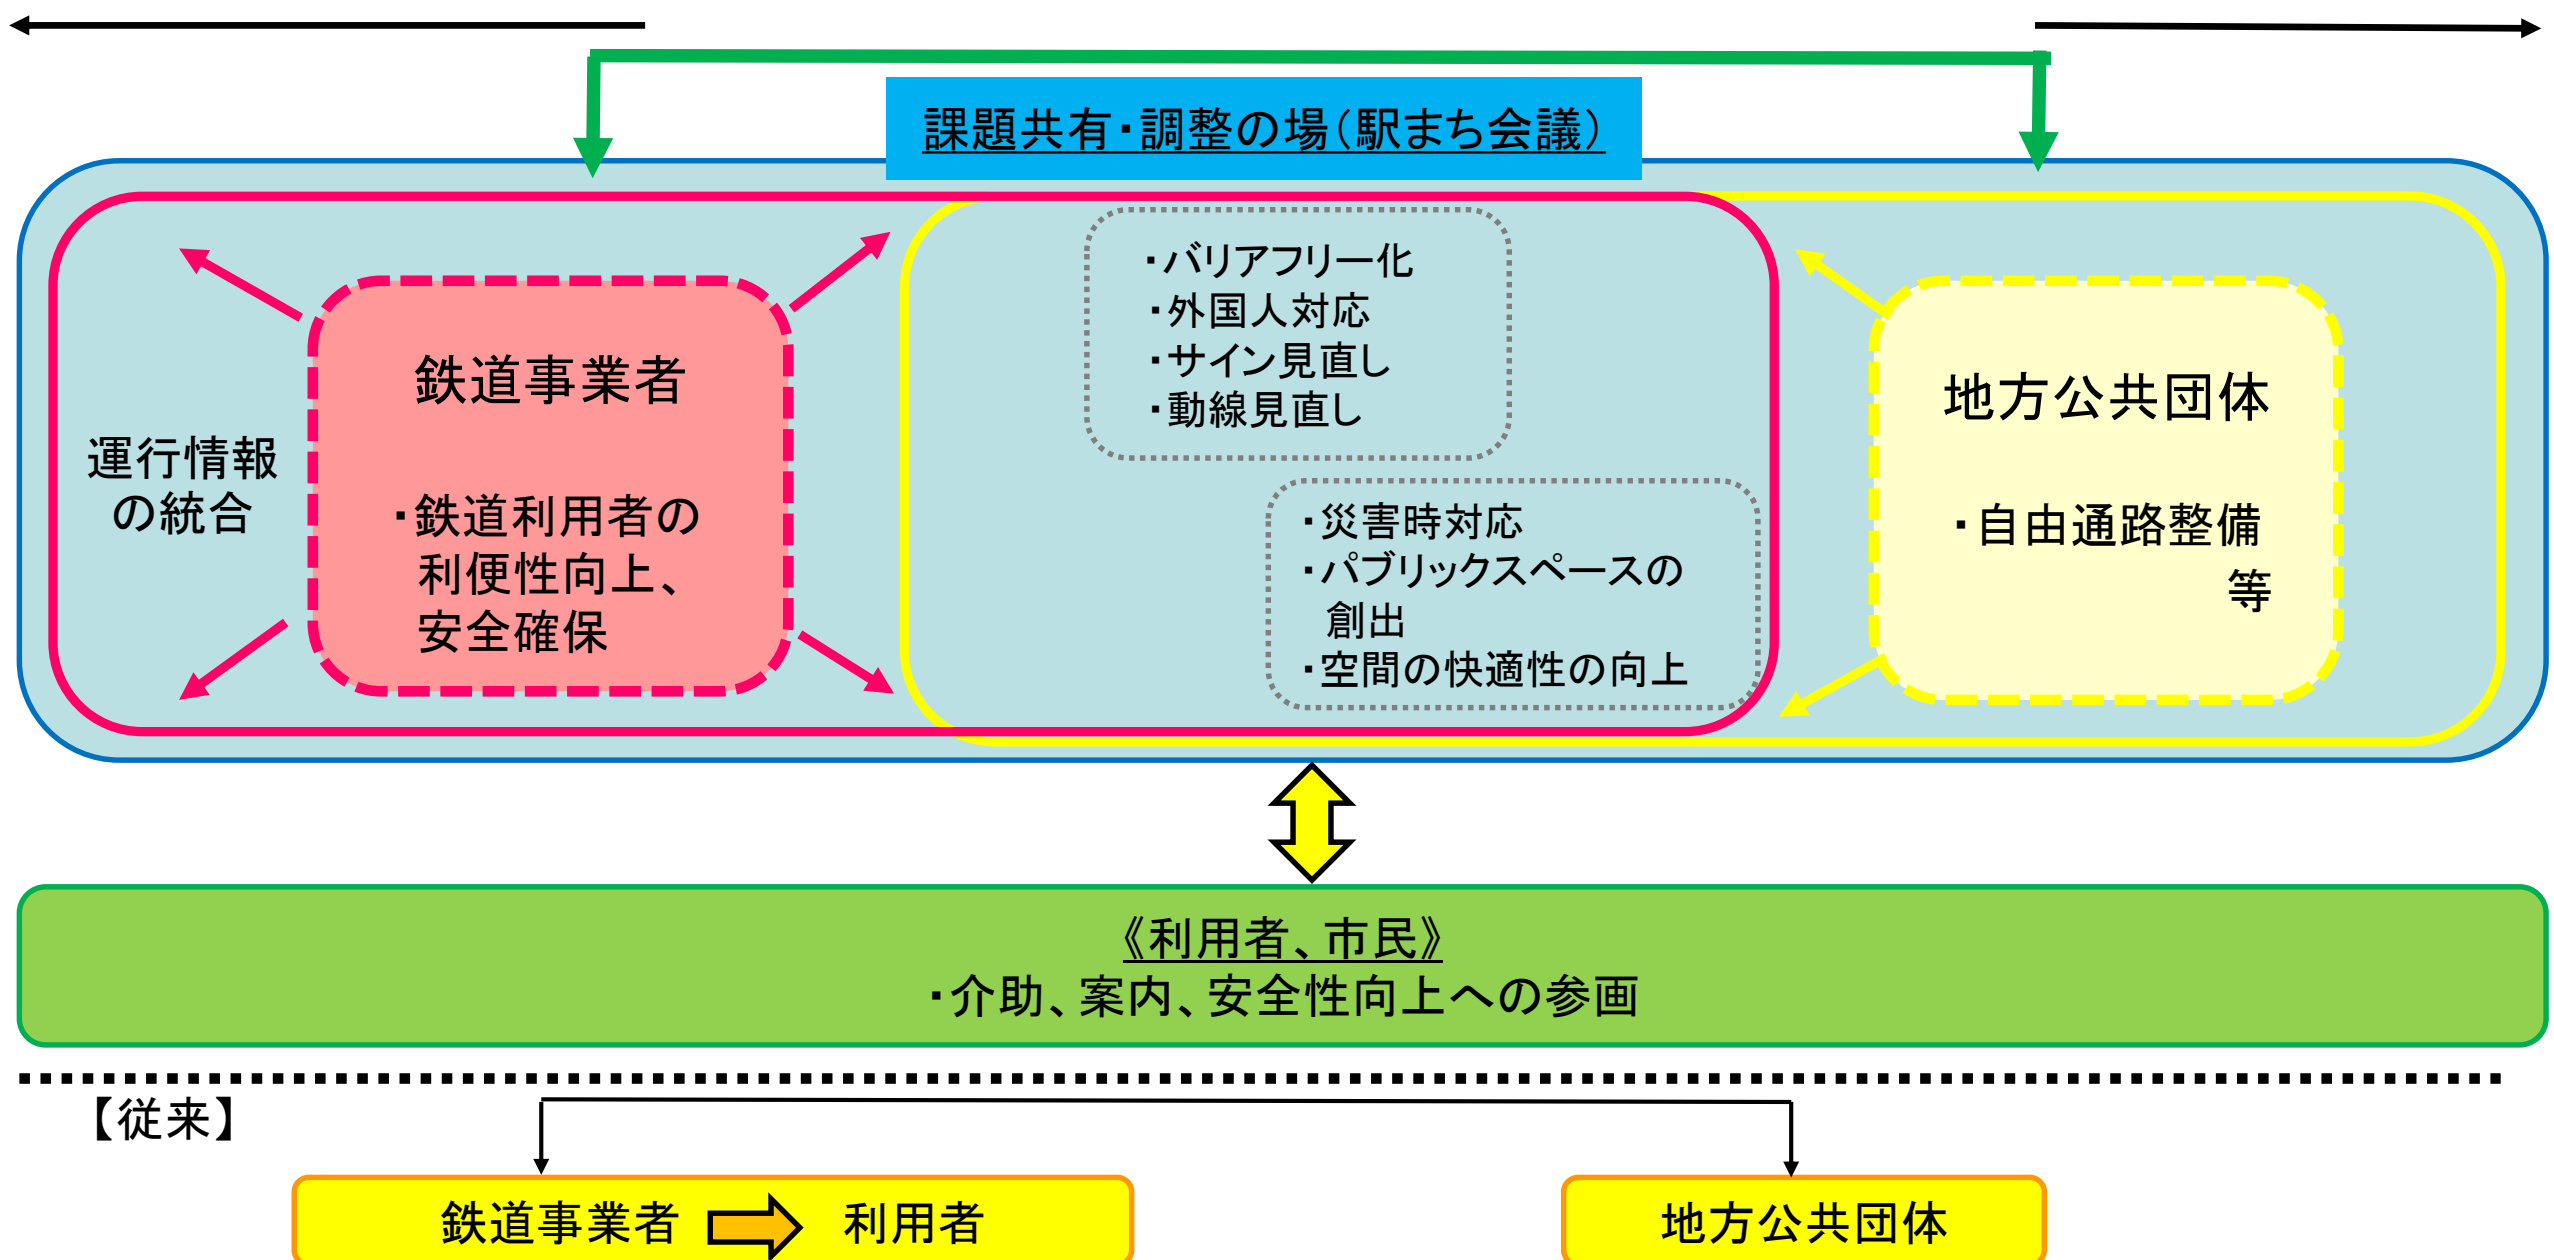 課題共有・調整の場（駅まち会議）
・バリアフリー化
・外国人対応
・サイン見直し
・動線見直し
鉄道事業者
・鉄道利用者の
利便性向上、
安全確保
運行情報
の統合
・災害時対応
・パブリックスペースの
創出
・空間の快適性の向上
地方公共団体
・自由通路整備
等
《利用者、市民》
・介助、案内、安全性向上への参画
【従来】
鉄道事業者 利用者
地方公共団体